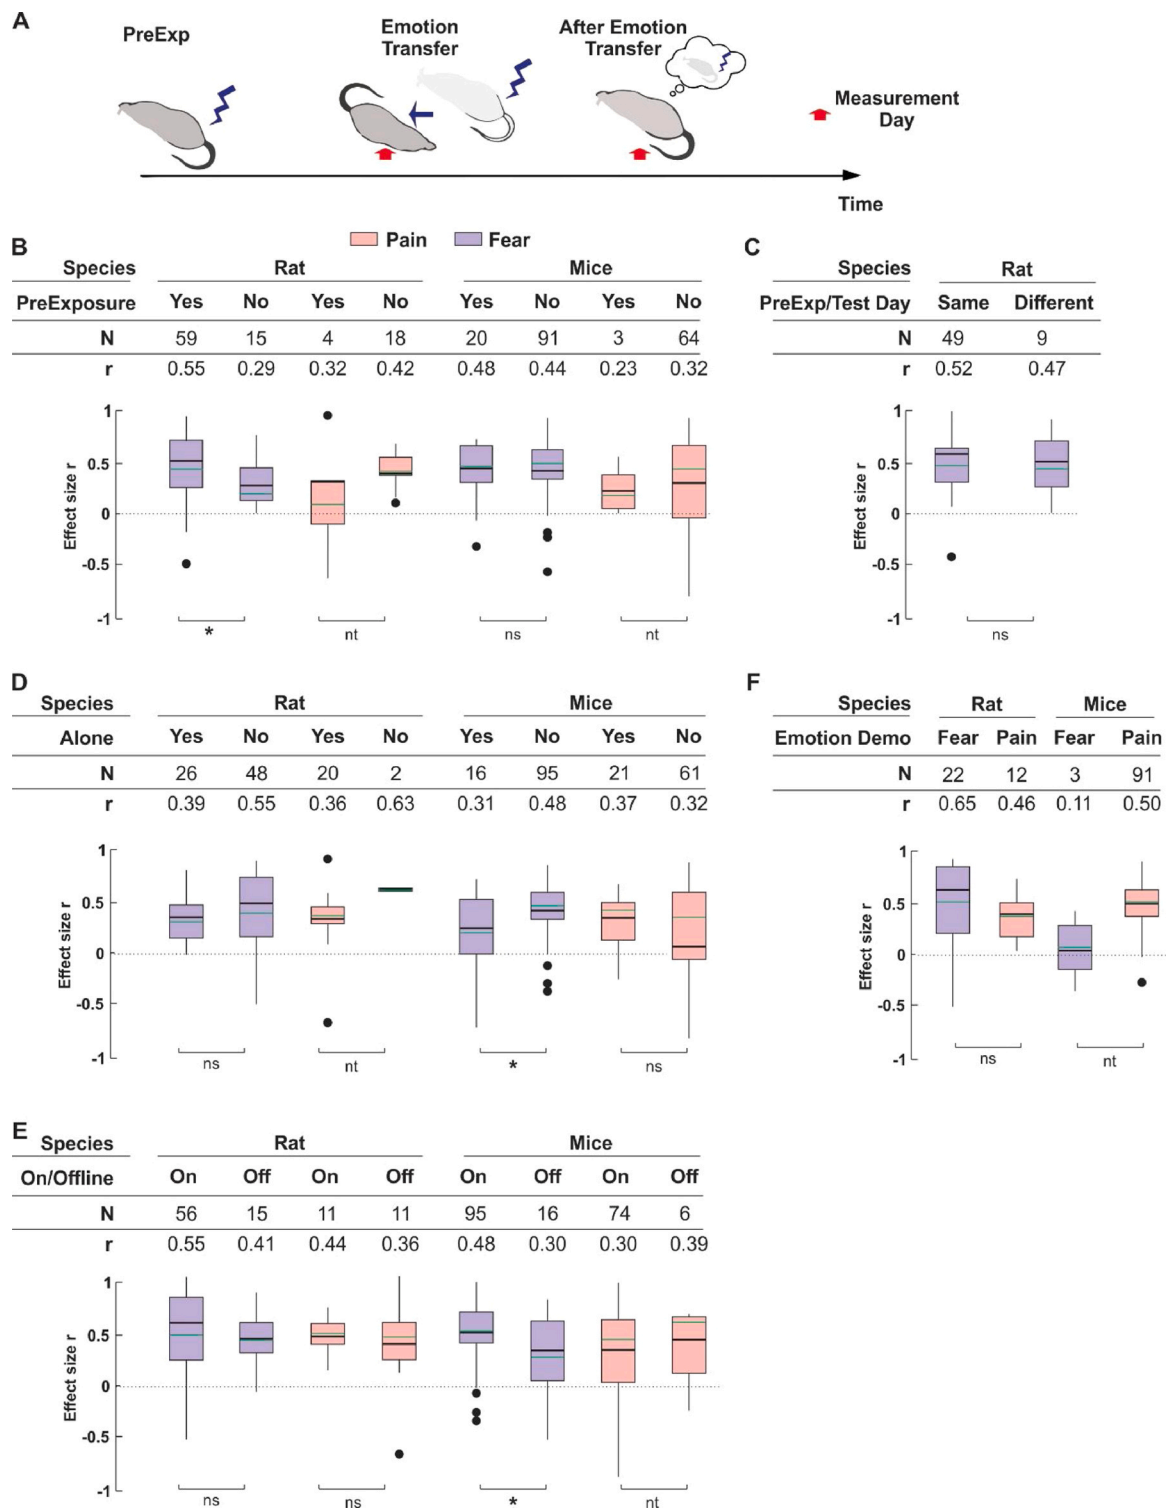 A
PreExp
Emotion
Transfer
After Emotion
Transfer
Measurement
Day
Time
B
Pain Fear
Species Rat Mice
PreExposure Yes No Yes No Yes No Yes No
N 59 15 4 18 20 91 3 64
r 0.55 0.29 0.32 0.42 0.48 0.44 0.23 0.32
Effect size r
1
0.5
0
-0.5
-1
* nt ns nt
C
Species Rat
PreExp/Test Day Same Different
N 49 9
r 0.52 0.47
Effect size r
1
0.5
0
-0.5
-1
ns
D
Species Rat Mice
Alone Yes No Yes No Yes No Yes No
N 26 48 20 2 16 95 21 61
r 0.39 0.55 0.36 0.63 0.31 0.48 0.37 0.32
Effect size r
1
0.5
0
-0.5
-1
ns nt * ns
F
Species Rat Mice
Emotion Demo Fear Pain Fear Pain
N 22 12 3 91
r 0.65 0.46 0.11 0.50
Effect size r
1
0.5
0
-0.5
-1
ns nt
E
Species Rat Mice
On/Offline On Off On Off On Off On Off
N 56 15 11 11 95 16 74 6
r 0.55 0.41 0.44 0.36 0.48 0.30 0.30 0.39
Effect size r
1
0.5
0
-0.5
-1
ns ns * nt